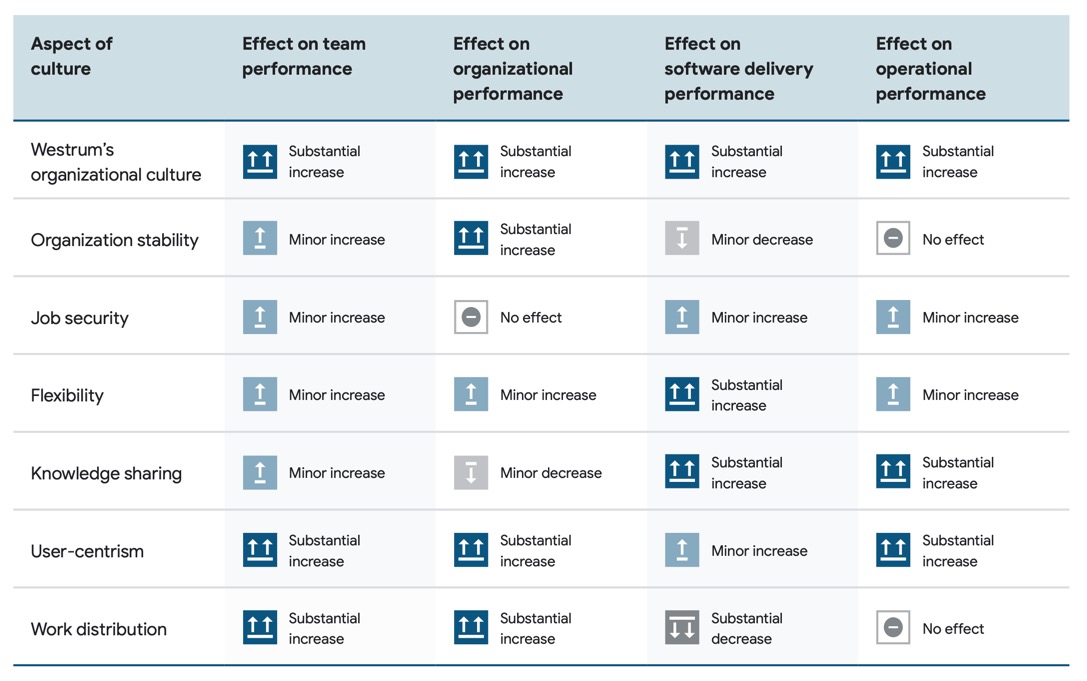 Aspect of
culture
Effect on team
performance
Effect on
organizational
performance
Effect on
software delivery
performance
Effect on
operational
performance
Westrum’s
organizational culture
Substantial
increase
Substantial
increase
Substantial
increase
Substantial
increase
Organization stability
Minor increase
Substantial
increase
Minor decrease
No effect
Job security
Minor increase
No effect
Minor increase
Minor increase
Flexibility
Minor increase
Minor increase
Substantial
increase
Minor increase
Knowledge sharing
Minor increase
Minor decrease
Substantial
increase
Substantial
increase
User-centrism
Substantial
increase
Substantial
increase
Minor increase
Substantial
increase
Work distribution
Substantial
increase
Substantial
increase
Substantial
decrease
No effect